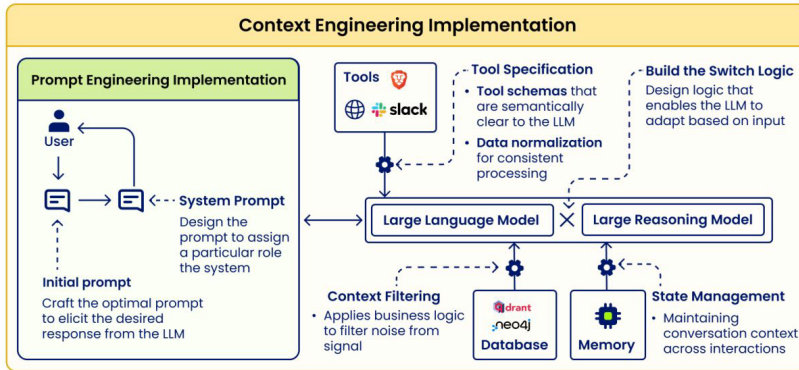 Context Engineering Implementation
Prompt Engineering Implementation
User
System Prompt
Design the
prompt to assign
a particular role
the system
Initial prompt
Craft the optimal prompt
to elicit the desired
response from the LLM
Tools
slack
Tool Specification
• Tool schemas that
are semantically
clear to the LLM
• Data normalization
for consistent
processing
Build the Switch Logic
Design logic that
enables the LLM to
adapt based on input
Large Language Model
Large Reasoning Model
Context Filtering
• Applies business logic
to filter noise from
signal
drant
neo4j
Database
Memory
State Management
• Maintaining
conversation context
across interactions